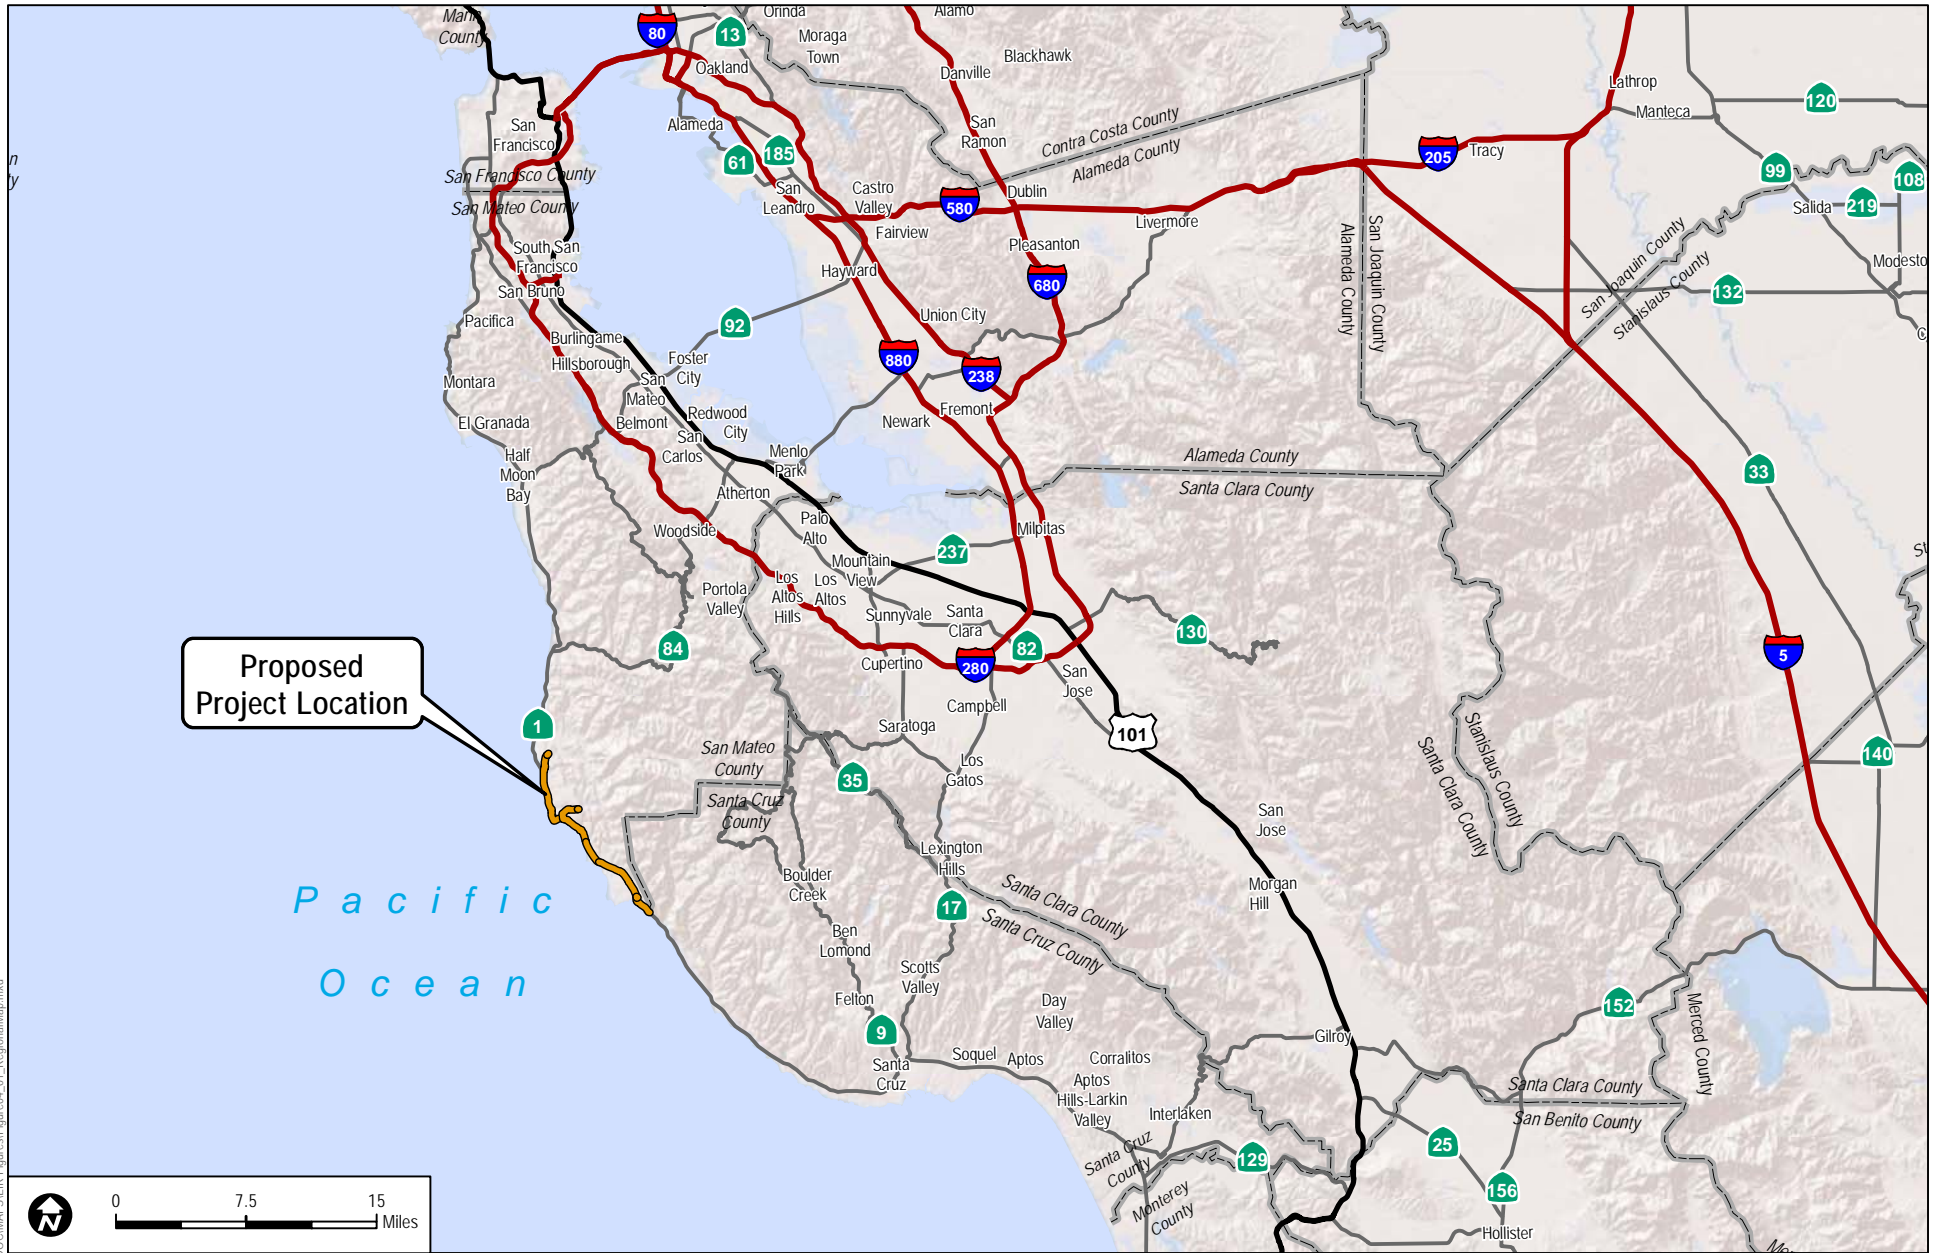 Marin
County
Orinda
Alamo
80
13
Moraga
Town
Blackhawk
Danville
Oakland
Lathrop
120
Manteca
San
Francisco
Alameda
San
Ramon
Contra Costa County
Alameda County
61
185
205
Tracy
99
108
San Francisco County
San Mateo County
San
Leandro
Castro
Valley
580
Dublin
Livermore
Salida
219
Fairview
Pleasanton
South San
Francisco
San Bruno
Hayward
680
San Joaquin County
Alameda County
San Joaquin County
Stanislaus County
Modesto
132
Pacifica
92
Union City
Burlingame
Hillsborough
Foster
City
880
238
Montara
San
Mateo
El Granada
Belmont
Redwood
City
Newark
Fremont
San
Carlos
Half
Moon
Bay
Menlo
Park
Alameda County
Santa Clara County
33
Atherton
Woodside
Palo
Alto
Milpitas
237
Mountain
View
Portola
Valley
Los
Altos
Hills
Los
Altos
Sunnyvale
Santa
Clara
130
84
82
Cupertino
280
San
Jose
5
Proposed
Project Location
1
Campbell
Saratoga
101
Stanislaus County
Santa Clara County
140
San Mateo
County
Santa Cruz
County
35
Los
Gatos
San
Jose
Lexington
Hills
Boulder
Creek
Morgan
Hill
17
Santa Clara County
Santa Cruz County
Pacific
Ocean
Ben
Lomond
Scotts
Valley
Felton
9
Day
Valley
152
Merced County
Gilroy
Santa
Cruz
Soquel
Aptos
Corralitos
Aptos
Hills-Larkin
Valley
Interlaken
Santa Clara County
San Benito County
Santa Cruz
County
Monterey
County
129
25
156
Hollister
N
0
7.5
15
Miles